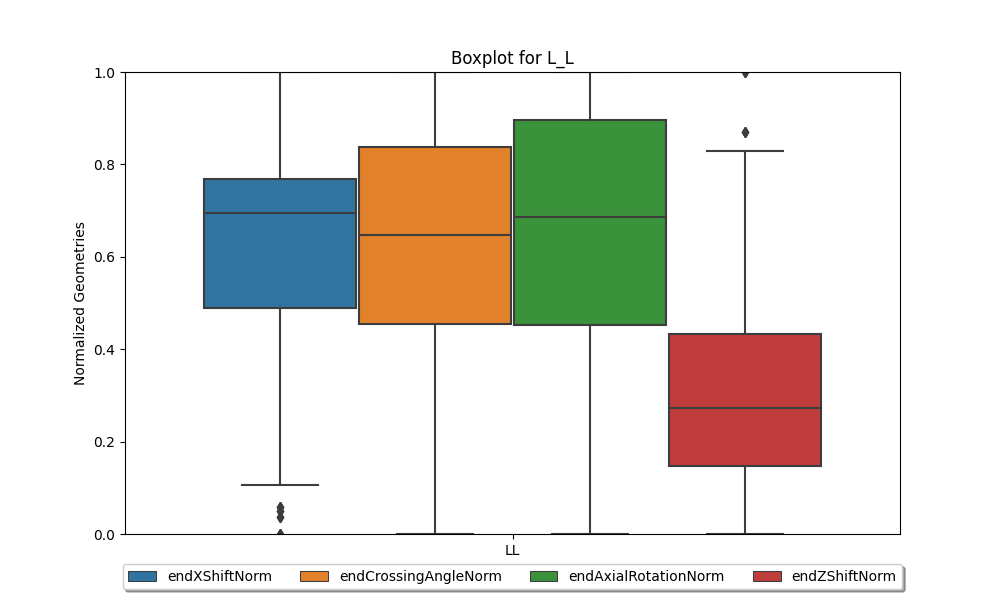 Boxplot for L_L
1.0
0.8
0.6
0.4
0.2
0.0
Normalized Geometries
LL
endXShiftNorm endCrossingAngleNorm endAxialRotationNorm endZShiftNorm